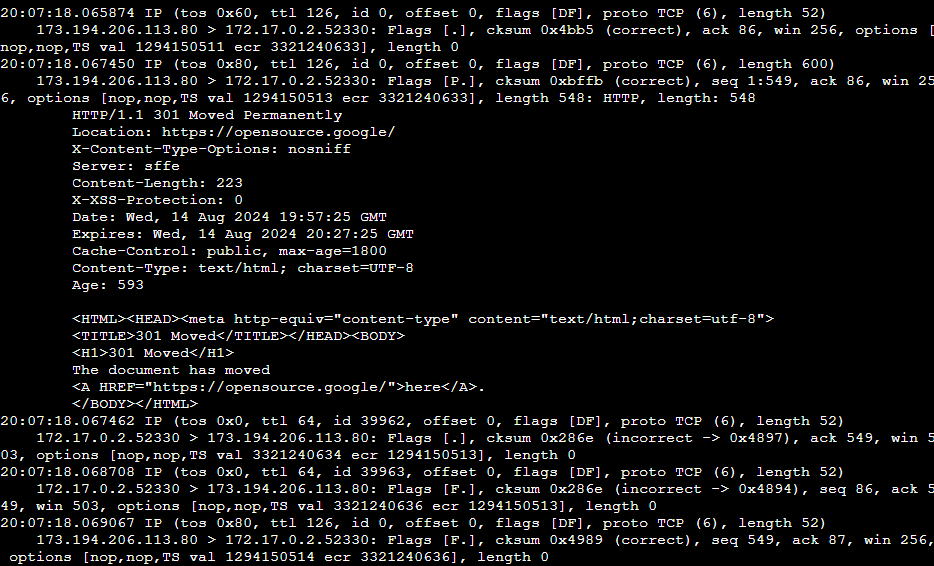 20:07:18.065874 IP (tos 0x60, ttl 126, id 0, offset 0, flags [DF], proto TCP (6), length 52)
    173.194.206.113.80 > 172.17.0.2.52330: Flags [.], cksum 0x4bb5 (correct), ack 86, win 256, options [
nop,nop,TS val 1294150511 ecr 3321240633], length 0
20:07:18.067450 IP (tos 0x80, ttl 126, id 0, offset 0, flags [DF], proto TCP (6), length 600)
    173.194.206.113.80 > 172.17.0.2.52330: Flags [P.], cksum 0xbffb (correct), seq 1:549, ack 86, win 25
6, options [nop,nop,TS val 1294150513 ecr 3321240633], length 548: HTTP, length: 548
        HTTP/1.1 301 Moved Permanently
        Location: https://opensource.google/
        X-Content-Type-Options: nosniff
        Server: sffe
        Content-Length: 223
        X-XSS-Protection: 0
        Date: Wed, 14 Aug 2024 19:57:25 GMT
        Expires: Wed, 14 Aug 2024 20:27:25 GMT
        Cache-Control: public, max-age=1800
        Content-Type: text/html; charset=UTF-8
        Age: 593

        <HTML><HEAD><meta http-equiv="content-type" content="text/html;charset=utf-8">
        <TITLE>301 Moved</TITLE></HEAD><BODY>
        <H1>301 Moved</H1>
        The document has moved
        <A HREF="https://opensource.google/">here</A>.
        </BODY></HTML>
20:07:18.067462 IP (tos 0x0, ttl 64, id 39962, offset 0, flags [DF], proto TCP (6), length 52)
    172.17.0.2.52330 > 173.194.206.113.80: Flags [.], cksum 0x286e (incorrect -> 0x4897), ack 549, win 5
03, options [nop,nop,TS val 3321240634 ecr 1294150513], length 0
20:07:18.068708 IP (tos 0x0, ttl 64, id 39963, offset 0, flags [DF], proto TCP (6), length 52)
    172.17.0.2.52330 > 173.194.206.113.80: Flags [F.], cksum 0x286e (incorrect -> 0x4894), seq 86, ack 5
49, win 503, options [nop,nop,TS val 3321240636 ecr 1294150513], length 0
20:07:18.069067 IP (tos 0x80, ttl 126, id 0, offset 0, flags [DF], proto TCP (6), length 52)
    173.194.206.113.80 > 172.17.0.2.52330: Flags [F.], cksum 0x4989 (correct), seq 549, ack 87, win 256,
 options [nop,nop,TS val 1294150514 ecr 3321240636], length 0